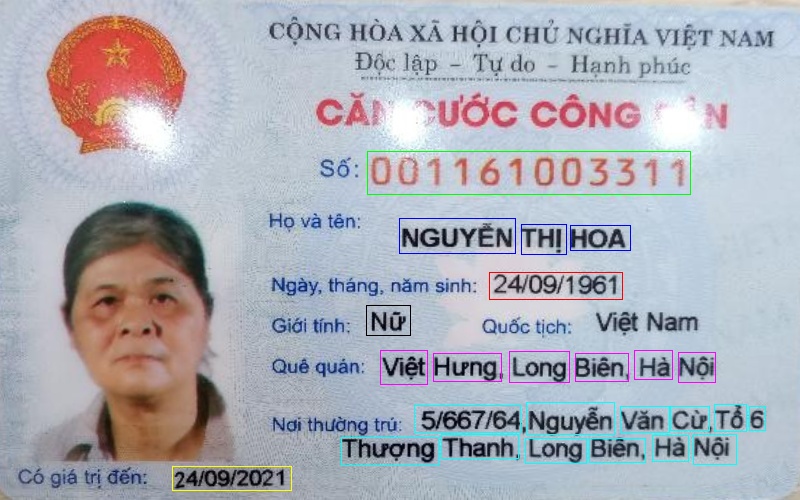 CỘNG HÒA XÃ HỘI CHỦ NGHĨA VIỆT NAM
Độc lập - Tự do - Hạnh phúc
CĂN CƯỚC CÔNG DÂN
Số: 001161003311
Họ và tên: NGUYỄN THỊ HOA
Ngày, tháng, năm sinh: 24/09/1961
Giới tính: Nữ Quốc tịch: Việt Nam
Quê quán: Việt Hưng, Long Biên, Hà Nội
Nơi thường trú: 5/667/64,Nguyễn Văn Cừ,Tổ 6
Thượng Thanh, Long Biên, Hà Nội
Có giá trị đến: 24/09/2021